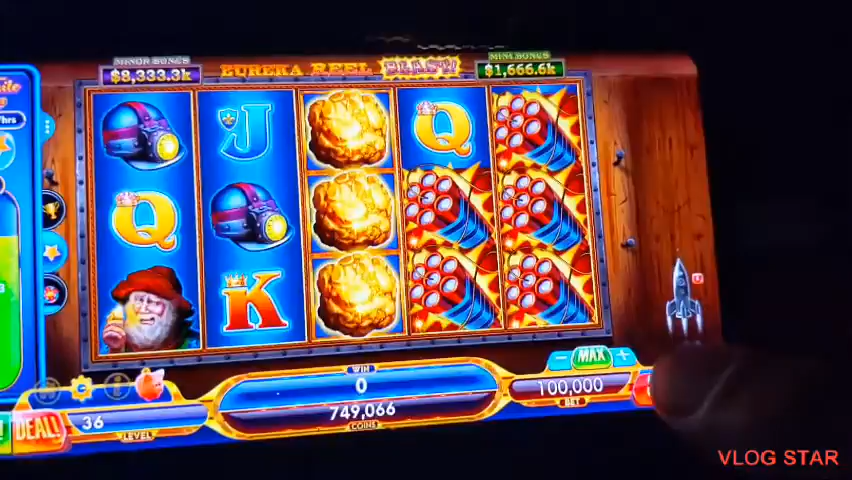 MINOR BONUS
$8,333.3k
EUREKA REEL BLAST!
MINI BONUS
$1,666.6k
7hrs
J
Q
Q
K
WIN
0
749,066
COINS
MAX
100,000
BET
DEAL!
36
LEVEL
VLOG STAR